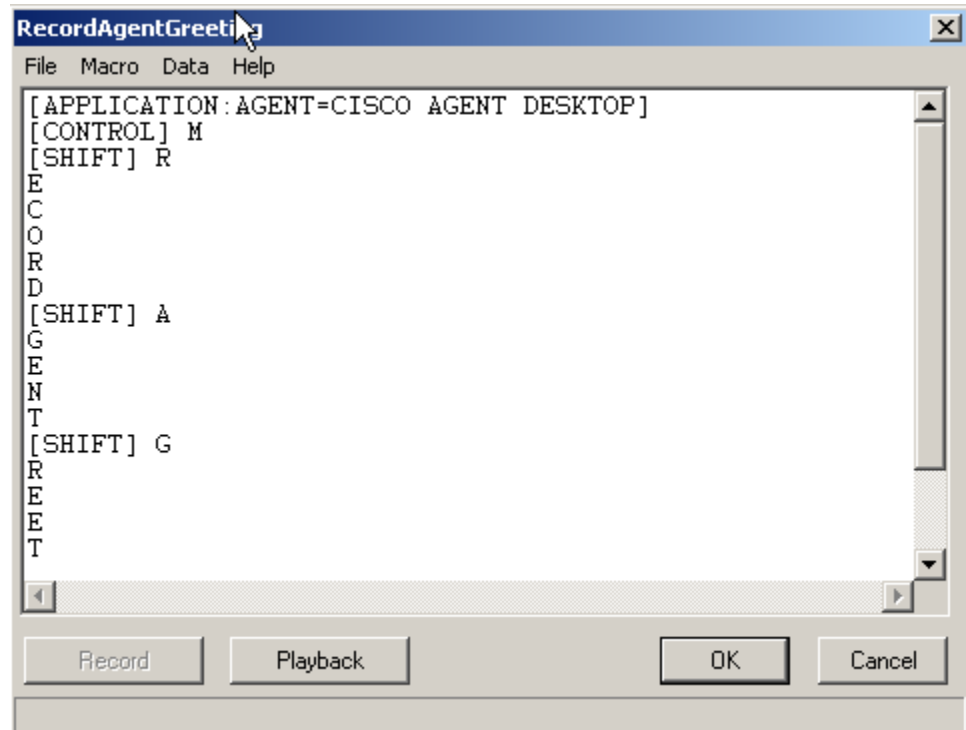 RecordAgentGreeting
File Macro Data Help
[APPLICATION:AGENT=CISCO AGENT DESKTOP]
[CONTROL] M
[SHIFT] R
E
C
O
R
D
[SHIFT] A
G
E
N
T
[SHIFT] G
R
E
E
T
Record Playback OK Cancel